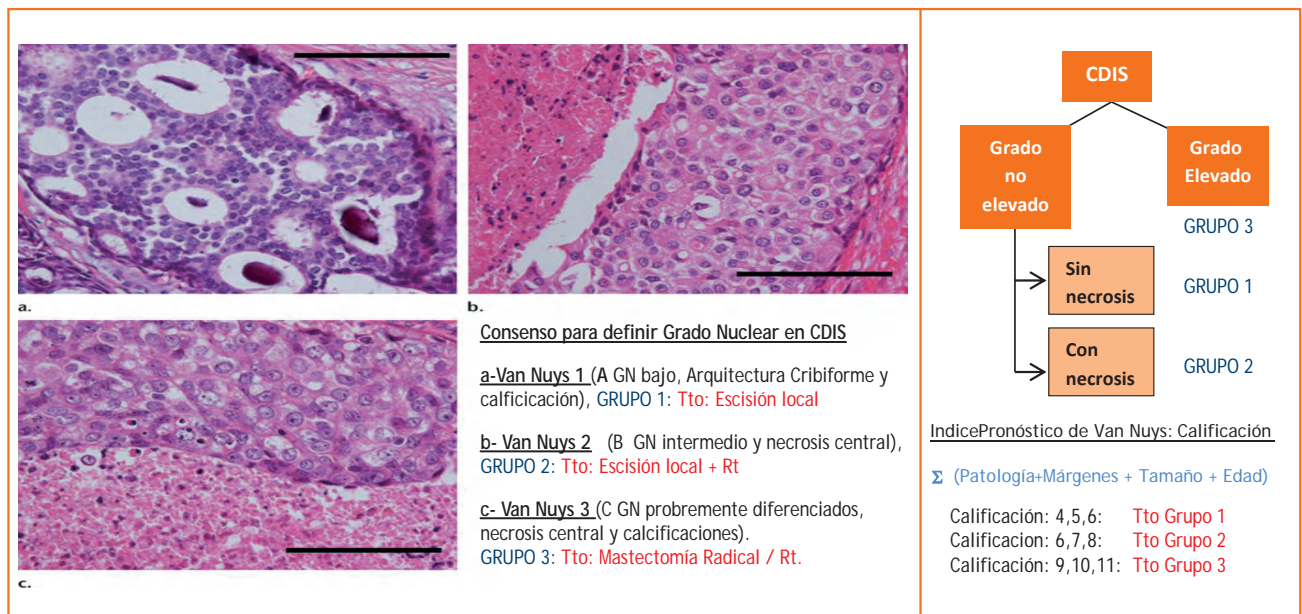 a.
b.
c.
Consenso para definir Grado Nuclear en CDIS
a-Van Nuys 1 (A GN bajo, Arquitectura Cribiforme y
calficicación), GRUPO 1: Tto: Escisión local
b- Van Nuys 2 (B GN intermedio y necrosis central),
GRUPO 2: Tto: Escisión local + Rt
c- Van Nuys 3 (C GN probremente diferenciados,
necrosis central y calcificaciones).
GRUPO 3: Tto: Mastectomía Radical / Rt.
CDIS
Grado
no
elevado
Grado
Elevado
GRUPO 3
Sin
necrosis
GRUPO 1
Con
necrosis
GRUPO 2
IndicePronóstico de Van Nuys: Calificación
Σ (Patología+Márgenes + Tamaño + Edad)
Calificación: 4,5,6: Tto Grupo 1
Calificacion: 6,7,8: Tto Grupo 2
Calificación: 9,10,11: Tto Grupo 3